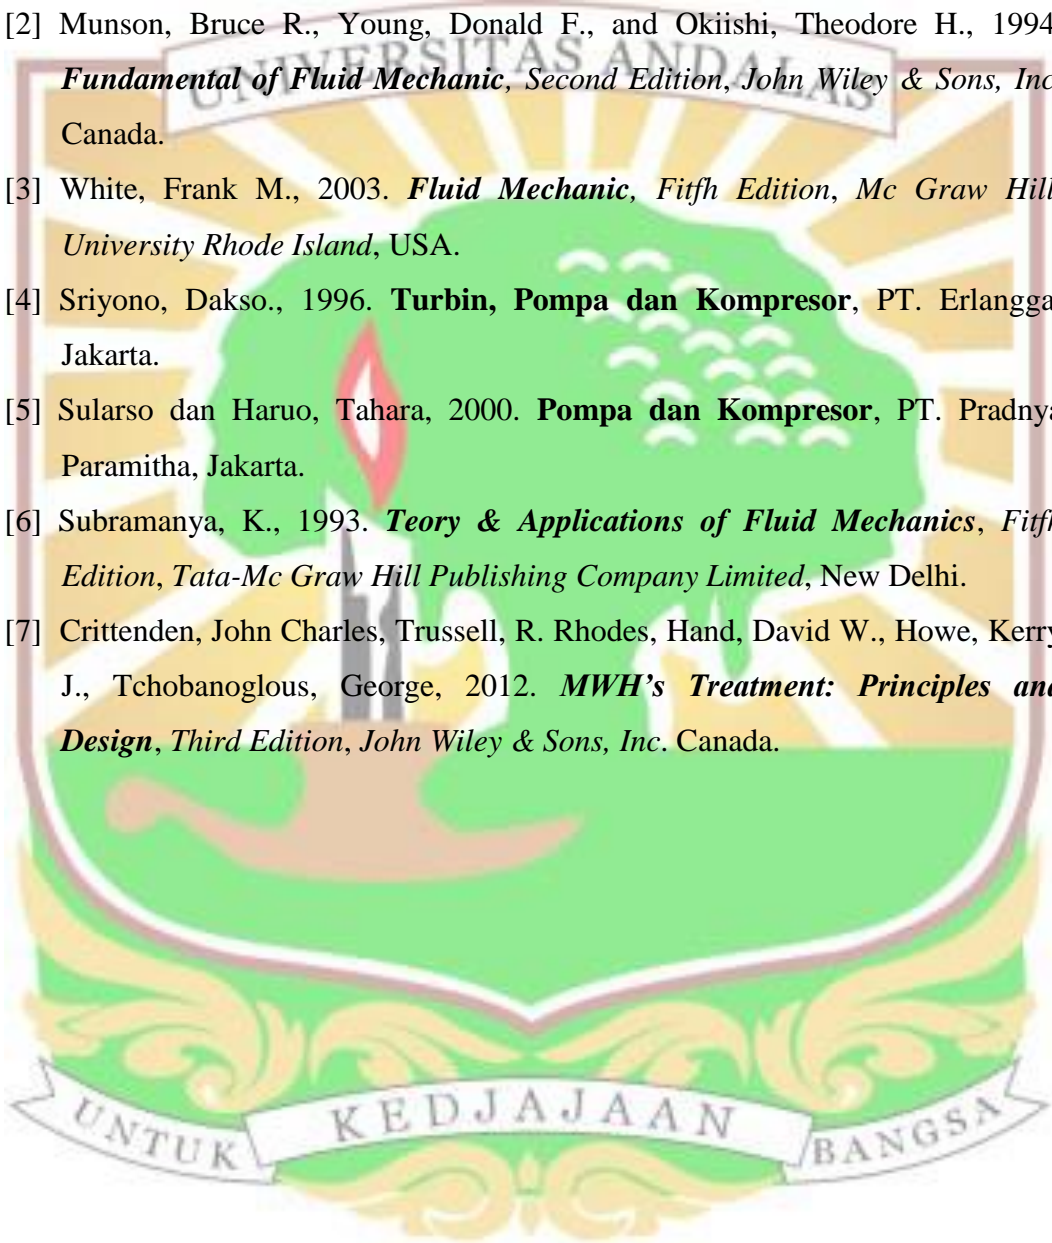 [2] Munson, Bruce R., Young, Donald F., and Okiishi, Theodore H., 1994
UNIVERSITAS ANDALAS
Fundamental of Fluid Mechanic, Second Edition, John Wiley & Sons, Inc
Canada.
[3] White, Frank M., 2003. Fluid Mechanic, Fitfh Edition, Mc Graw Hill
University Rhode Island, USA.
[4] Sriyono, Dakso., 1996. Turbin, Pompa dan Kompresor, PT. Erlangga
Jakarta.
[5] Sularso dan Haruo, Tahara, 2000. Pompa dan Kompresor, PT. Pradnya
Paramitha, Jakarta.
[6] Subramanya, K., 1993. Teory & Applications of Fluid Mechanics, Fitfh
Edition, Tata-Mc Graw Hill Publishing Company Limited, New Delhi.
[7] Crittenden, John Charles, Trussell, R. Rhodes, Hand, David W., Howe, Kerry
J., Tchobanoglous, George, 2012. MWH’s Treatment: Principles and
Design, Third Edition, John Wiley & Sons, Inc. Canada.
UNTUK KEDJAJAAN BANGSA